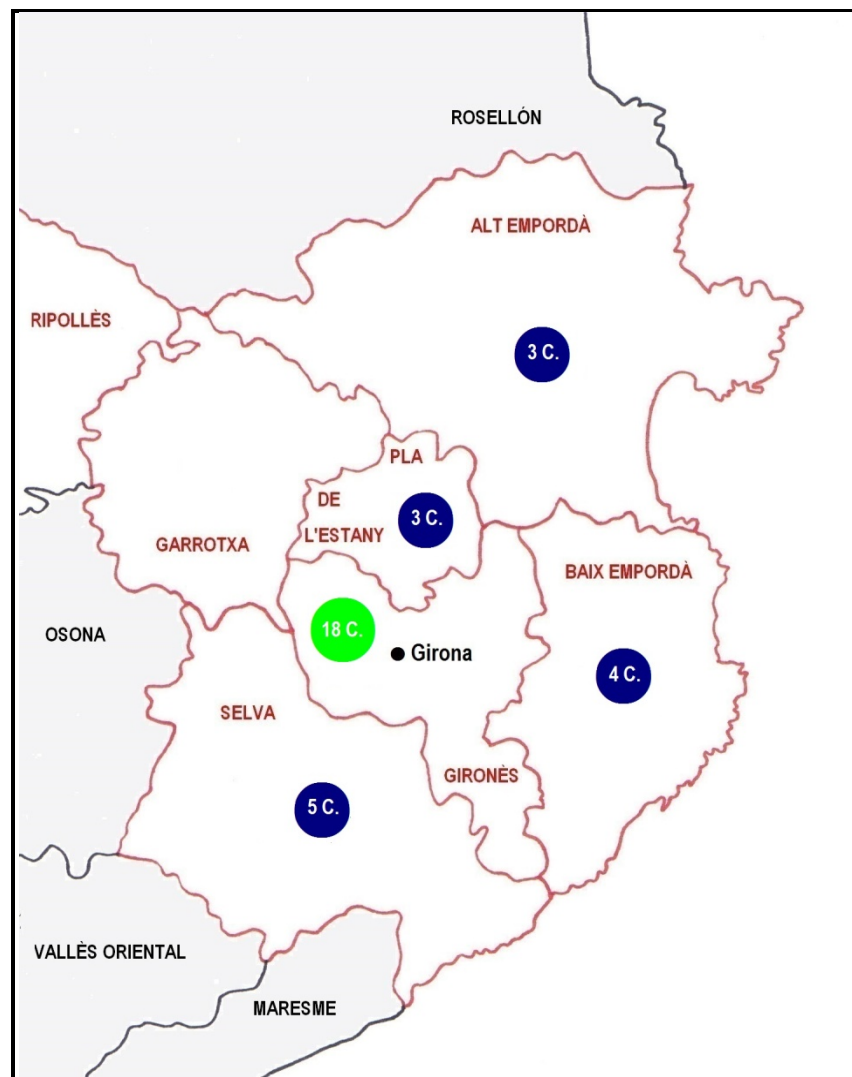 ROSELLÓN
ALT EMPORDÀ
RIPOLLÈS
3 C.
PLA
DE
L'ESTANY
3 C.
GARROTXA
BAIX EMPORDÀ
OSONA
18 C.
Girona
4 C.
SELVA
GIRONÈS
5 C.
VALLÈS ORIENTAL
MARESME